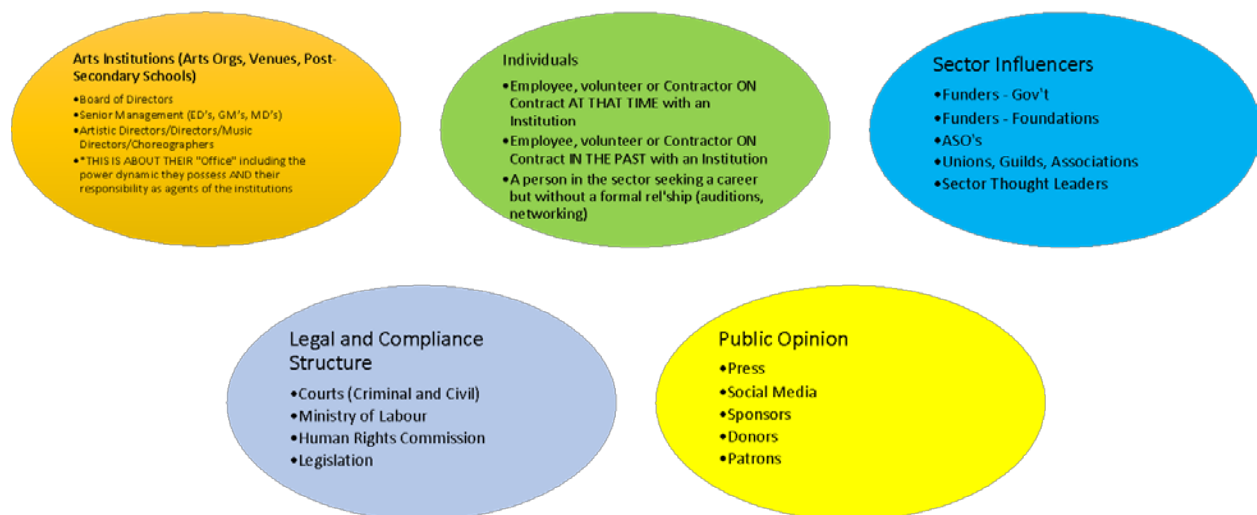 Arts Institutions (Arts Orgs, Venues, Post-
Secondary Schools)
•Board of Directors
•Senior Management (ED's, GM's, MD's)
•Artistic Directors/Directors/Music
Directors/Choreographers
•*THIS IS ABOUT THEIR "Office" including the
power dynamic they possess AND their
responsibility as agents of the institutions
Individuals
•Employee, volunteer or Contractor ON
Contract AT THAT TIME with an
Institution
•Employee, volunteer or Contractor ON
Contract IN THE PAST with an Institution
•A person in the sector seeking a career
but without a formal rel'ship (auditions,
networking)
Sector Influencers
•Funders - Gov't
•Funders - Foundations
•ASO's
•Unions, Guilds, Associations
•Sector Thought Leaders
Legal and Compliance
Structure
•Courts (Criminal and Civil)
•Ministry of Labour
•Human Rights Commission
•Legislation
Public Opinion
•Press
•Social Media
•Sponsors
•Donors
•Patrons